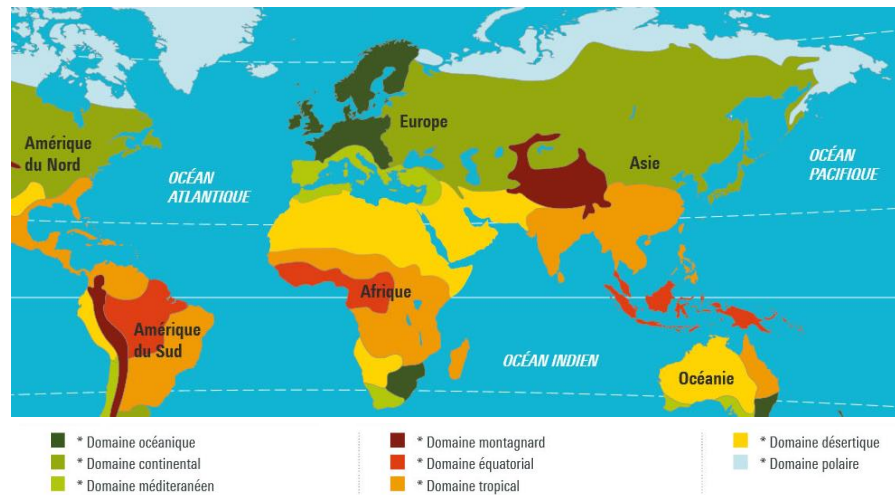 Amérique
du Nord
OCÉAN
ATLANTIQUE
Europe
Asie
OCÉAN
PACIFIQUE
Afrique
Amérique
du Sud
OCÉAN INDIEN
Océanie
* Domaine océanique
* Domaine continental
* Domaine méditeranéen
* Domaine montagnard
* Domaine équatorial
* Domaine tropical
* Domaine désertique
* Domaine polaire